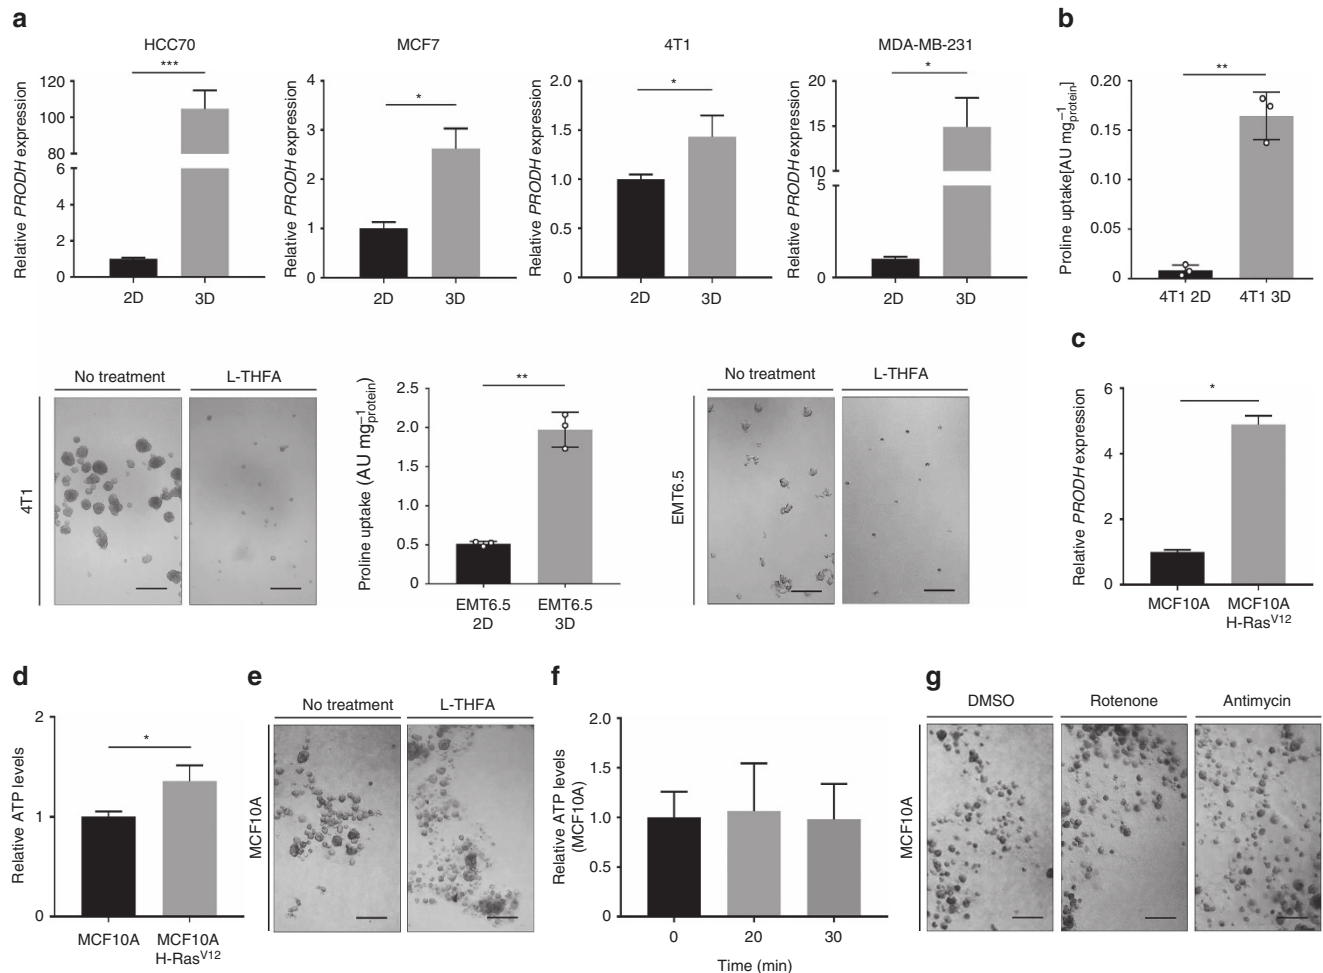 a
HCC70
***
Relative PRODH expression
120
100
80
6
4
2
0
2D
3D
MCF7
*
Relative PRODH expression
4
3
2
1
0
2D
3D
4T1
*
Relative PRODH expression
2.0
1.5
1.0
0.5
0
2D
3D
MDA-MB-231
*
Relative PRODH expression
20
15
10
5
0
2D
3D
b
**
Proline uptake[AU mg−1protein]
0.20
0.15
0.10
0.05
0
4T1 2D
4T1 3D
No treatment
L-THFA
4T1
**
Proline uptake (AU mg−1protein)
2.5
2.0
1.5
1.0
0.5
0
EMT6.5
2D
EMT6.5
3D
No treatment
L-THFA
EMT6.5
c
*
Relative PRODH expression
6
4
2
0
MCF10A
MCF10A
H-RasV12
d
*
Relative ATP levels
2
1
0
MCF10A
MCF10A
H-RasV12
e
No treatment
L-THFA
MCF10A
f
Relative ATP levels
(MCF10A)
2.0
1.5
1.0
0.5
0
0
20
30
Time (min)
g
DMSO
Rotenone
Antimycin
MCF10A